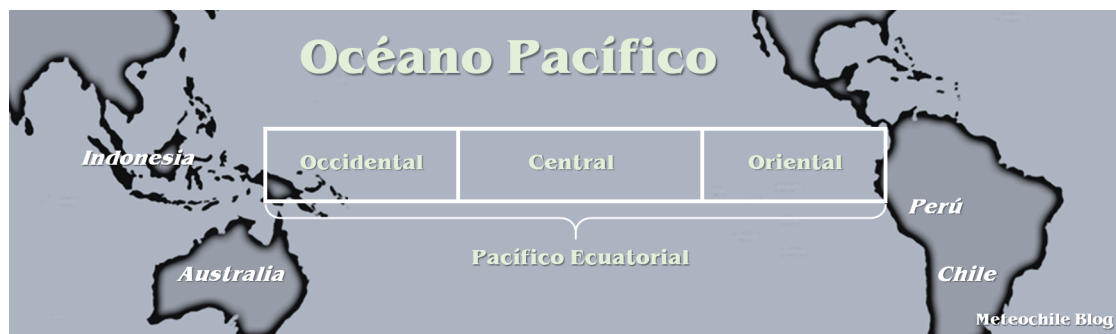 Océano Pacífico
Indonesia
Occidental
Central
Oriental
Perú
Pacífico Ecuatorial
Australia
Chile
Meteochile Blog